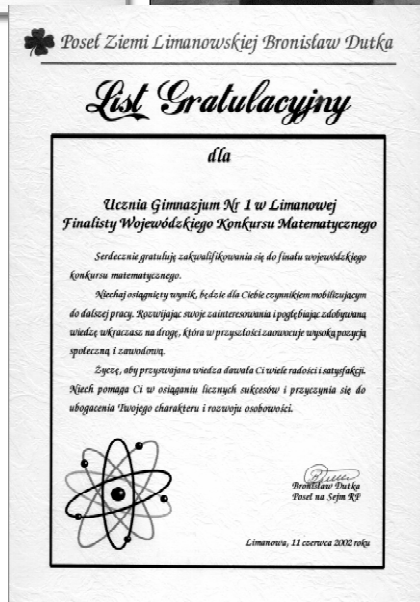 Poseł Ziemi Limanowskiej Bronisław Dutka
List Gratulacyjny
dla
Ucznia Gimnazjum Nr 1 w Limanowej
Finalisty Wojewódzkiego Konkursu Matematycznego
Serdecznie gratuluję zakwalifikowania się do finału wojewódzkiego
konkursu matematycznego.
Niechaj osiągnięty wynik, będzie dla Ciebie czynnikiem mobilizującym
do dalszej pracy. Rozwijając swoje zainteresowania i pogłębiając zdobywaną
wiedzę wkraczasz na drogę, która w przyszłości zaowocuje wysoką pozycją
społeczną i zawodową.
Życzę, aby przyswajana wiedza dawała Ci wiele radości i satysfakcji.
Niech pomaga Ci w osiąganiu licznych sukcesów i przyczynia się do
ubogacenia Twojego charakteru i rozwoju osobowości.
Bronisław Dutka
Poseł na Sejm RP
Limanowa, 11 czerwca 2002 roku